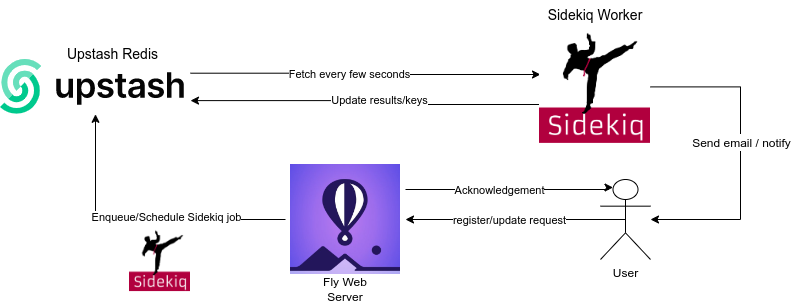 Sidekiq Worker
Upstash Redis
upstash
Fetch every few seconds
Update results/keys
Sidekiq
Send email / notify
Acknowledgement
Enqueue/Schedule Sidekiq job
register/update request
Sidekiq
Fly Web
Server
User